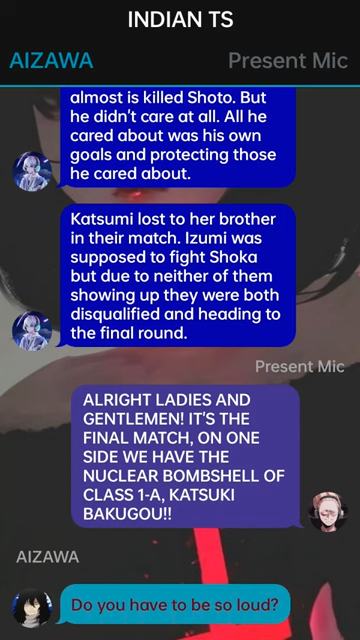 INDIAN TS
AIZAWA Present Mic
almost is killed Shoto. But
he didn't care at all. All he
cared about was his own
goals and protecting those
he cared about.
Katsumi lost to her brother
in their match. Izumi was
supposed to fight Shoka
but due to neither of them
showing up they were both
disqualified and heading to
the final round.
Present Mic
ALRIGHT LADIES AND
GENTLEMEN! IT'S THE
FINAL MATCH, ON ONE
SIDE WE HAVE THE
NUCLEAR BOMBSHELL OF
CLASS 1-A, KATSUKI
BAKUGOU!!
AIZAWA
Do you have to be so loud?